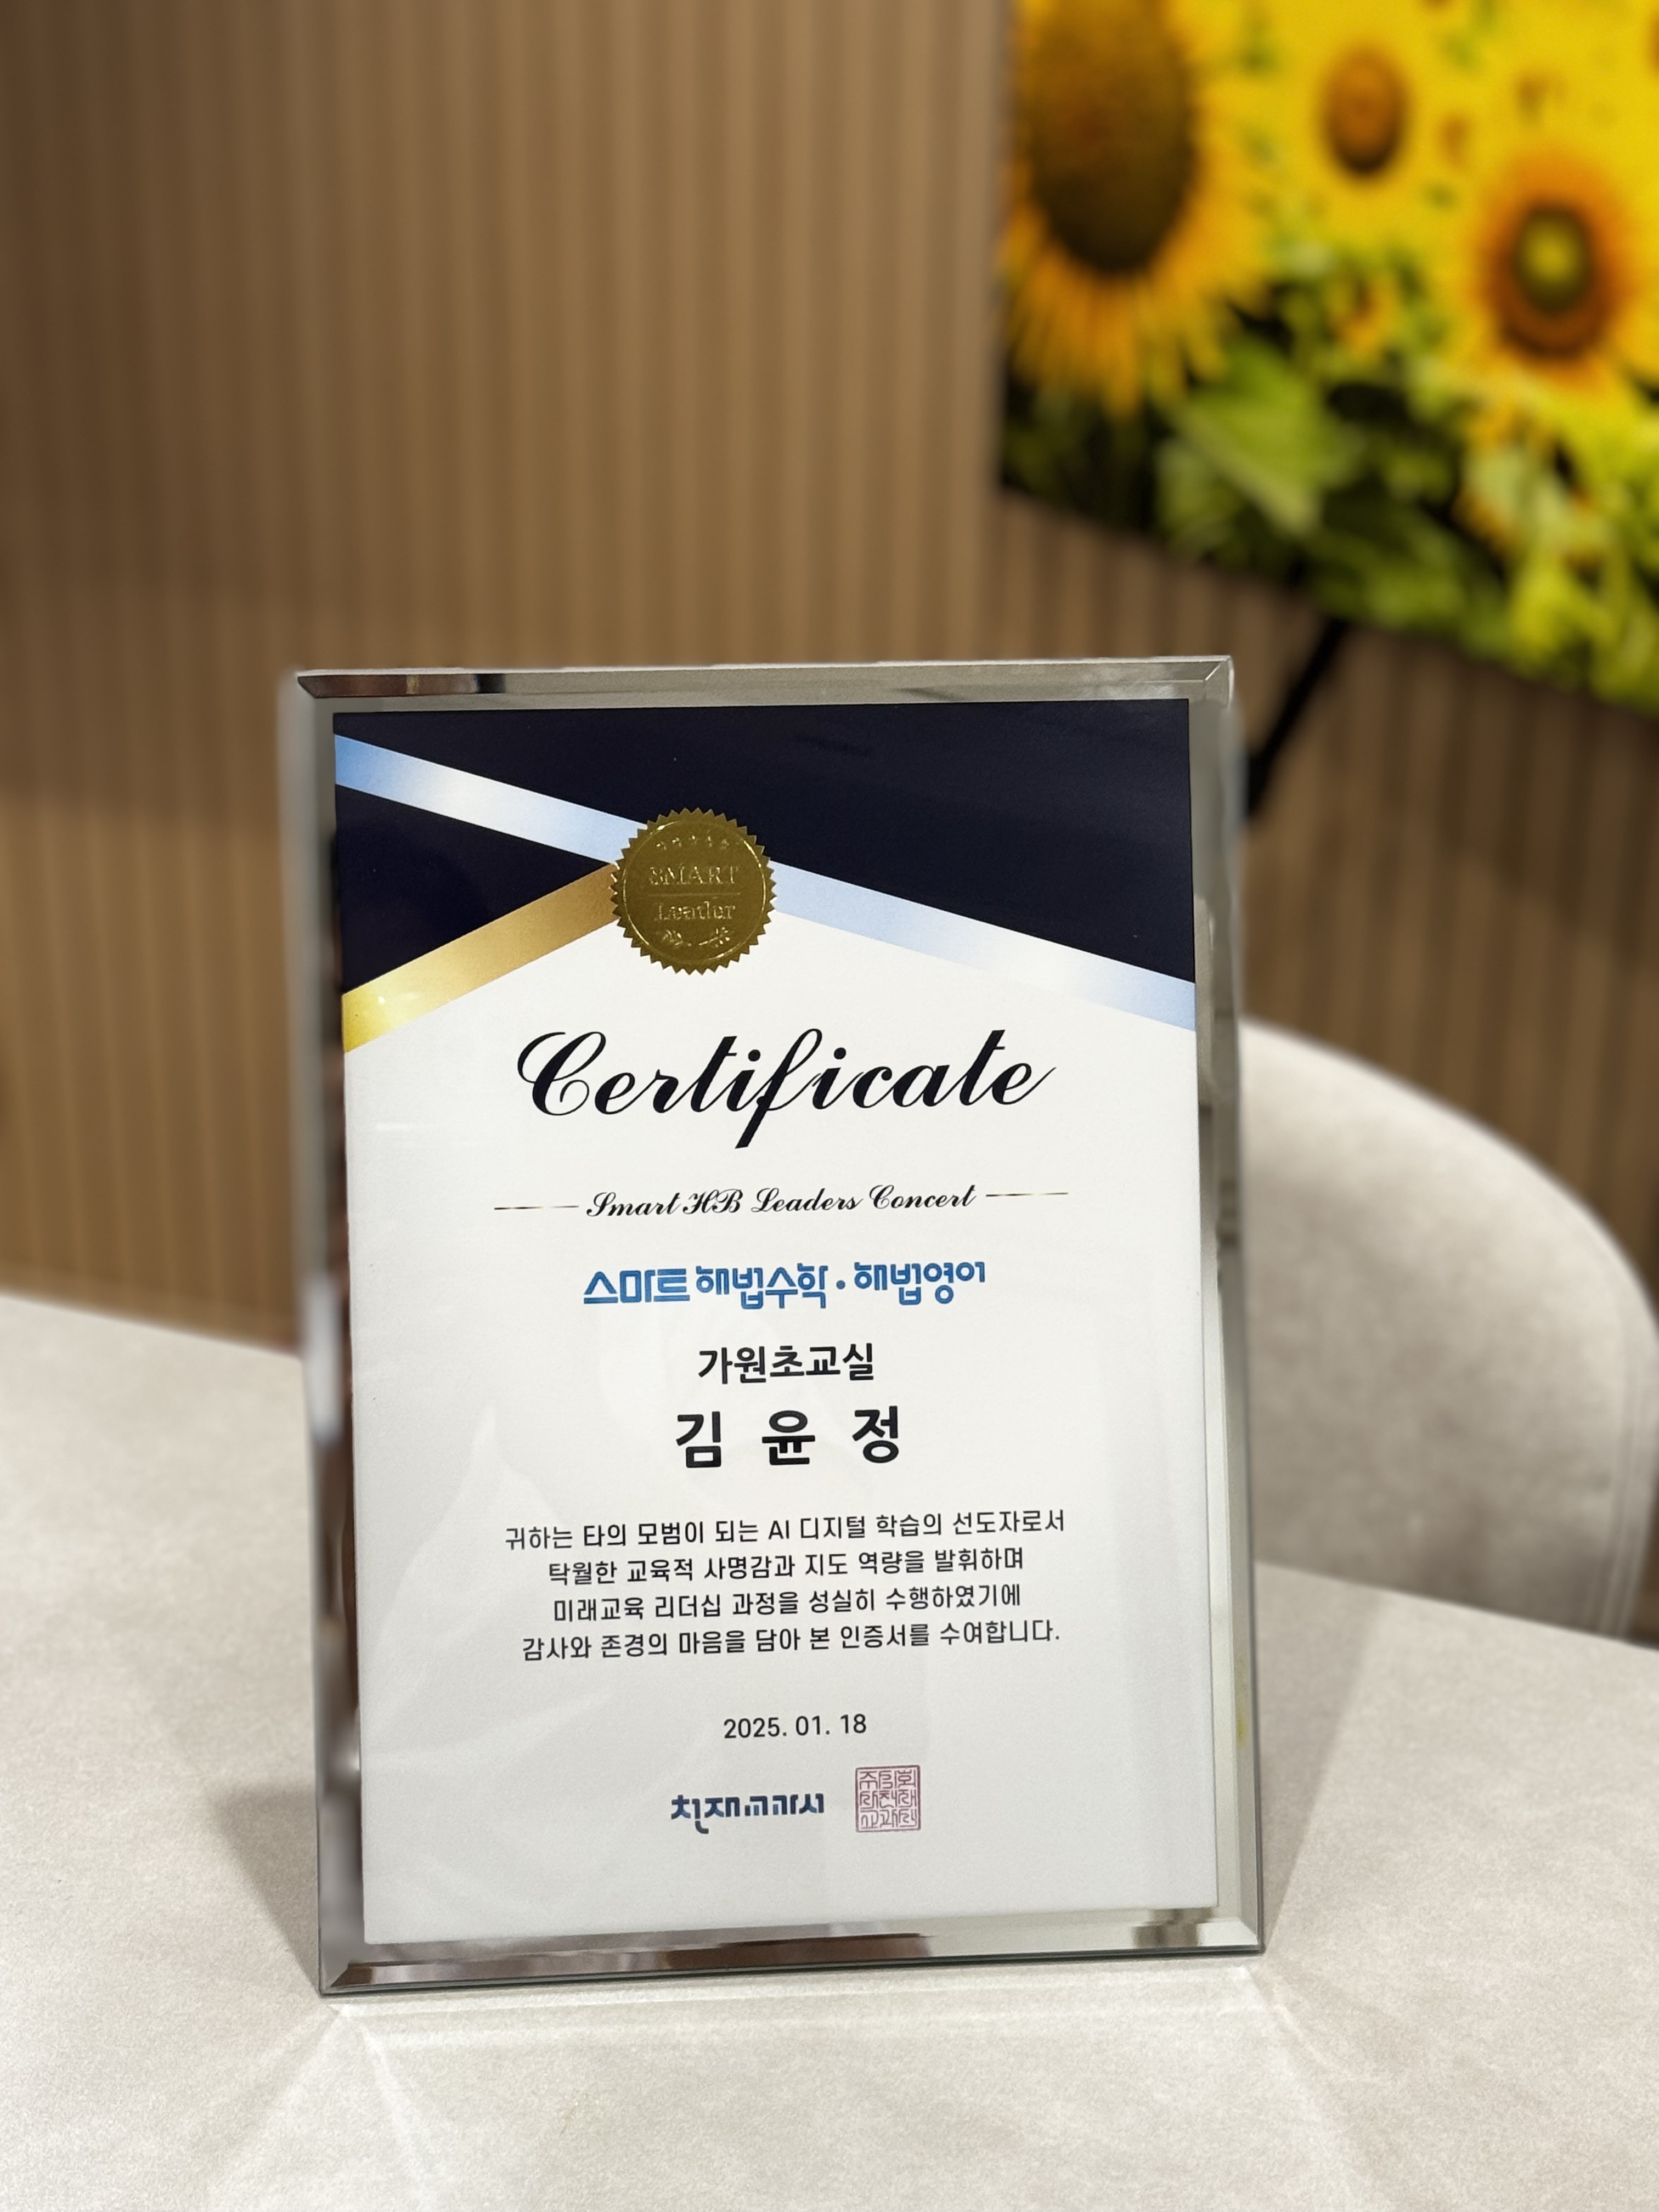 SMART
Leader
Certificate
Smart HB Leaders Concert
스마트해법수학·해법영어
가원초교실
김 윤 정
귀하는 타의 모범이 되는 AI 디지털 학습의 선도자로서
탁월한 교육적 사명감과 지도 역량을 발휘하며
미래교육 리더십 과정을 성실히 수행하였기에
감사와 존경의 마음을 담아 본 인증서를 수여합니다.
2025. 01. 18
천재교과서